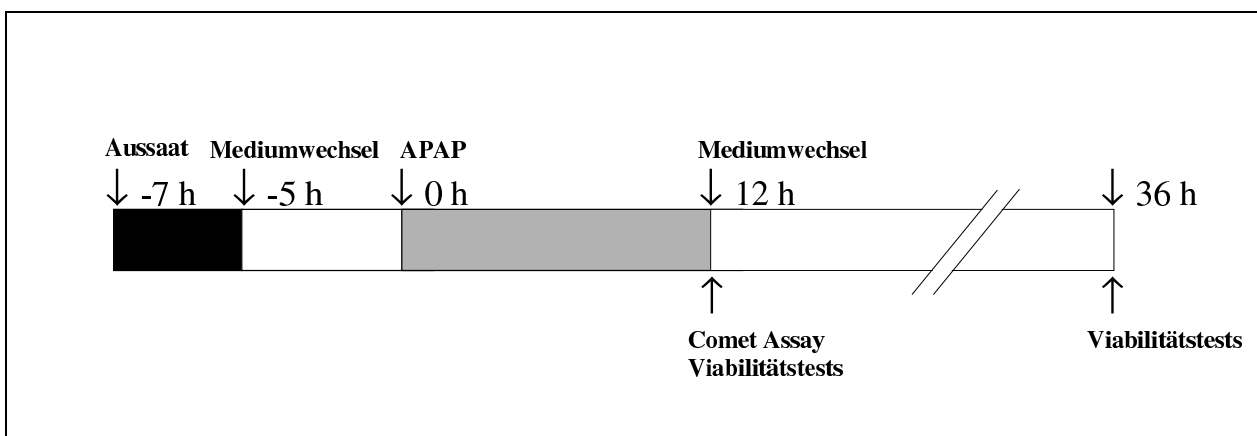 Aussaat Mediumwechsel APAP Mediumwechsel
-7 h -5 h 0 h 12 h 36 h
Comet Assay Viabilitätstests
Viabilitätstests